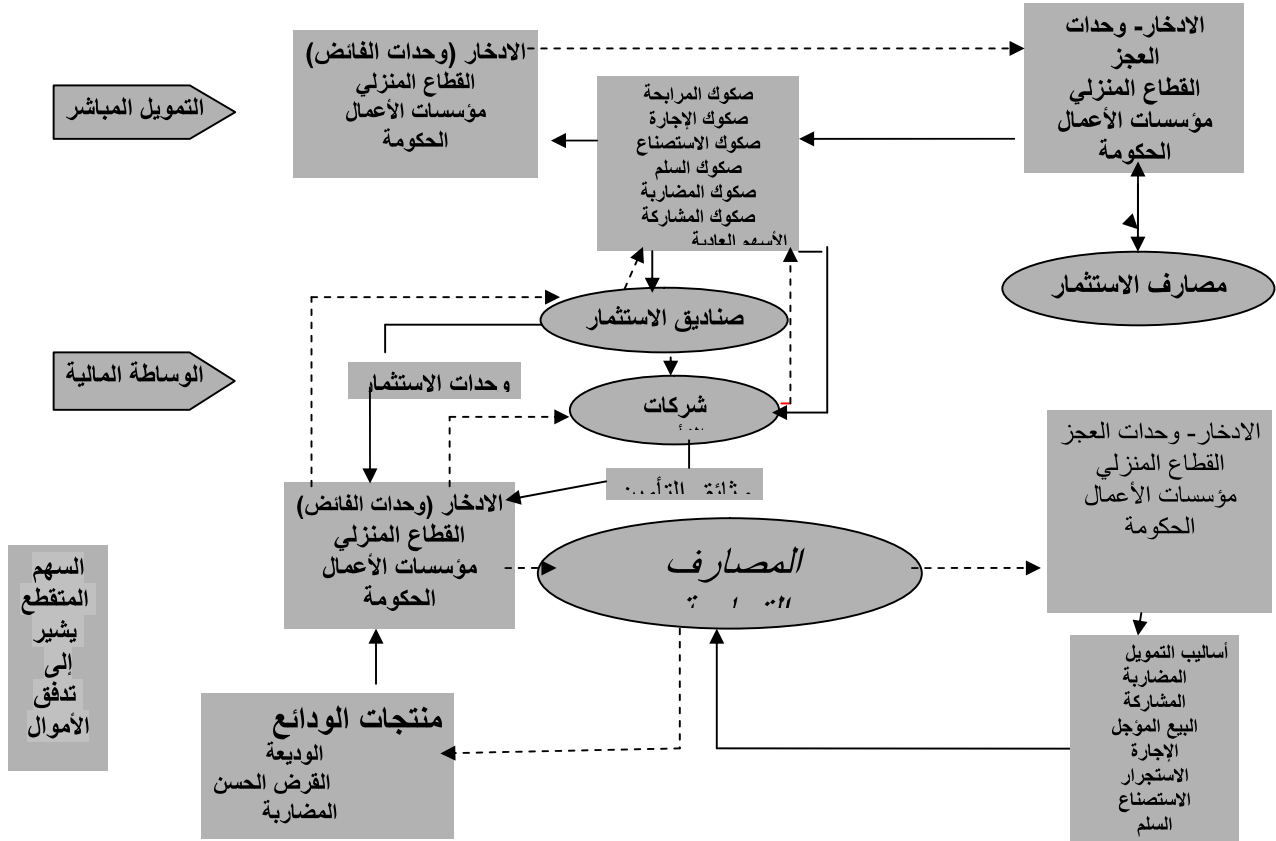 الادخار (وحدات الفائض)
القطاع المنزلي
مؤسسات الأعمال
الحكومة
الادخار- وحدات
العجز
القطاع المنزلي
مؤسسات الأعمال
الحكومة
التمويل المباشر
صكوك المرابحة
صكوك الإجارة
صكوك الاستصناع
صكوك السلم
صكوك المضاربة
صكوك المشاركة
الأسهم العادية
مصارف الاستثمار
صناديق الاستثمار
الوساطة المالية
وحدات الاستثمار
شركات
وثائق التأمين
الادخار- وحدات العجز
القطاع المنزلي
مؤسسات الأعمال
الحكومة
الادخار (وحدات الفائض)
القطاع المنزلي
مؤسسات الأعمال
الحكومة
المصارف
السهم
المتقطع
يشير
إلى
تدفق
الأموال
منتجات الودائع
الوديعة
القرض الحسن
المضاربة
أساليب التمويل
المضاربة
المشاركة
البيع المؤجل
الإجارة
الاستجرار
الاستصناع
السلم